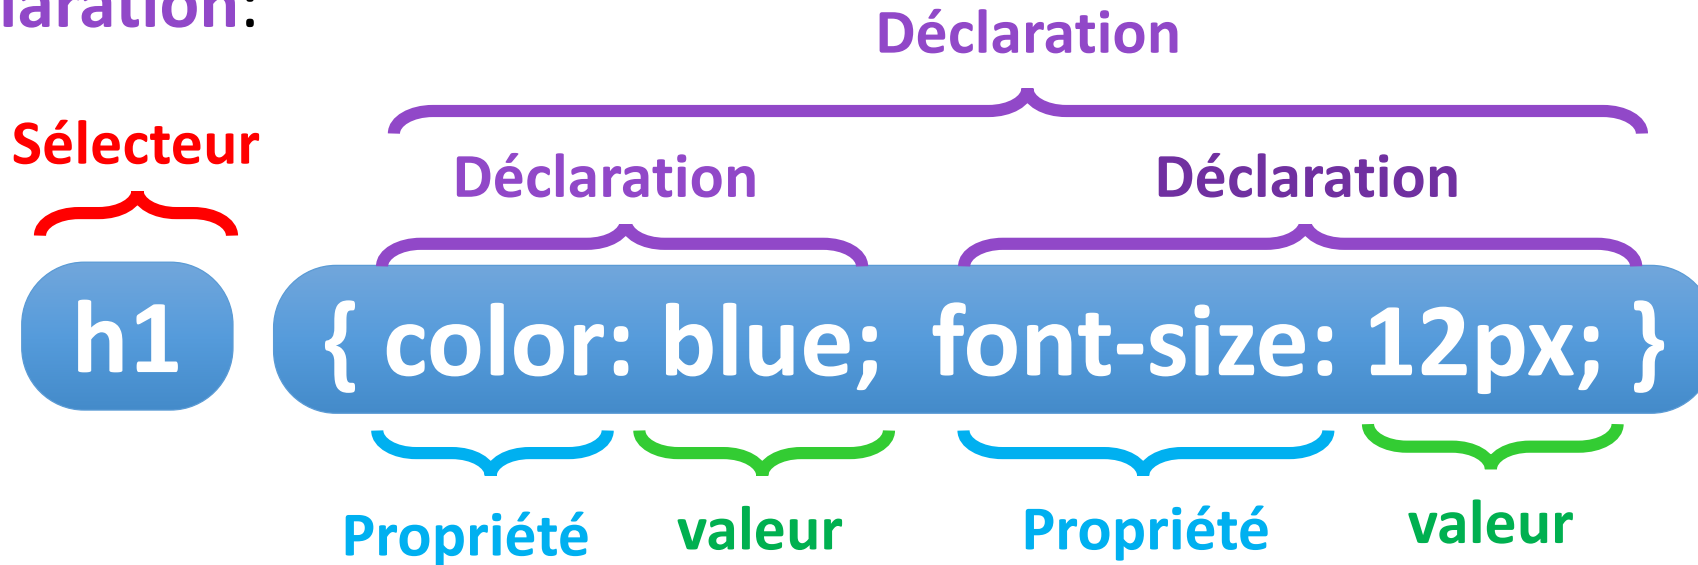 laration:
Déclaration
Sélecteur
Déclaration Déclaration
h1 { color: blue; font-size: 12px; }
Propriété valeur Propriété valeur